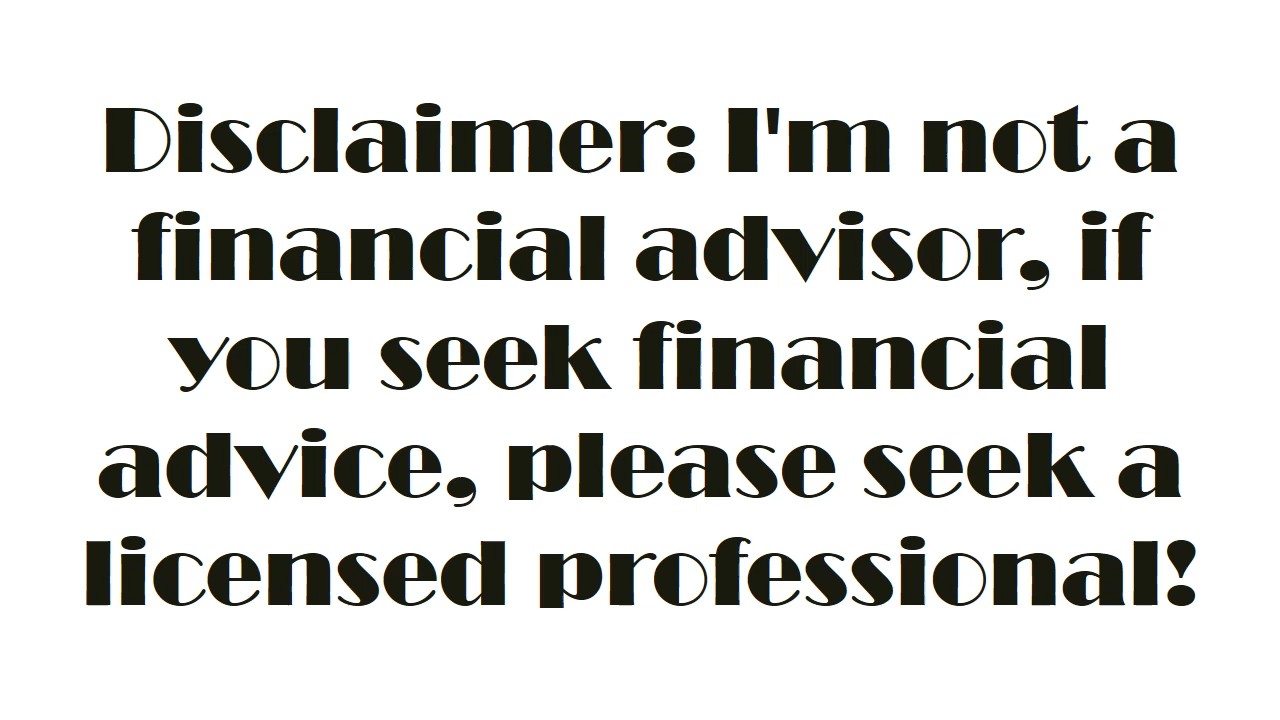 Disclaimer: I'm not a
financial advisor, if
you seek financial
advice, please seek a
licensed professional!